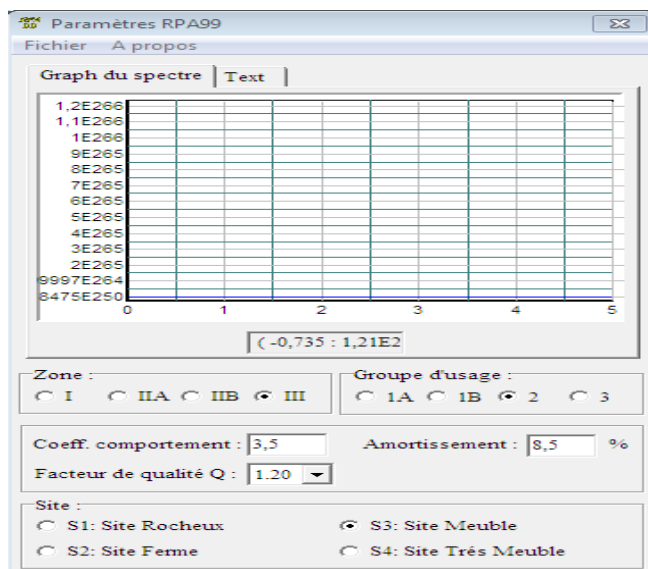 Paramètres RPA99
Fichier A propos
Graph du spectre Text
1,2E266
1,1E266
1E266
9E265
8E265
7E265
6E265
5E265
4E265
3E265
2E265
9997E264
8475E250
0 1 2 3 4 5
( -0,735 : 1,21E2
Zone : Groupe d'usage :
I IIA IIB III 1A 1B 2 3
Coeff. comportement : 3,5 Amortissement : 8,5 %
Facteur de qualité Q : 1.20
Site :
S1: Site Rocheux S3: Site Meuble
S2: Site Ferme S4: Site Trés Meuble